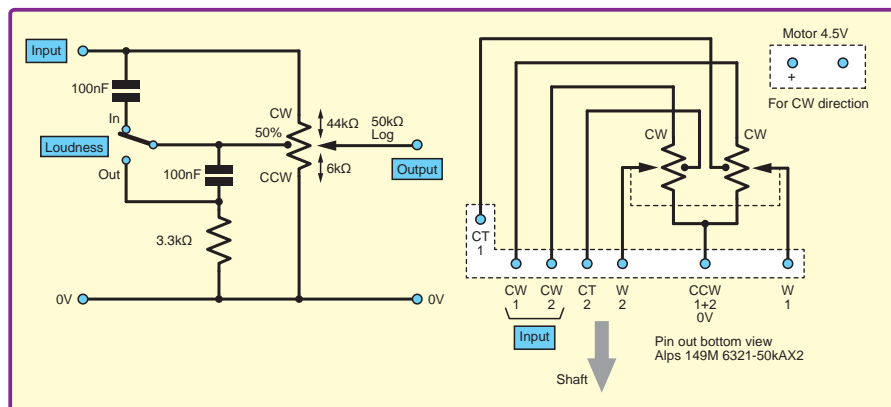 Input
100nF
In
Loudness
Out
100nF
3.3kΩ
0V
CW
50%
44kΩ
50kΩ
Log
6kΩ
CCW
Output
0V
Motor 4.5V
+
For CW direction
CW
CW
CT
1
CW
1
CW
2
CT
2
W
2
CCW
1+2
0V
W
1
Input
Shaft
Pin out bottom view
Alps 149M 6321-50kAX2